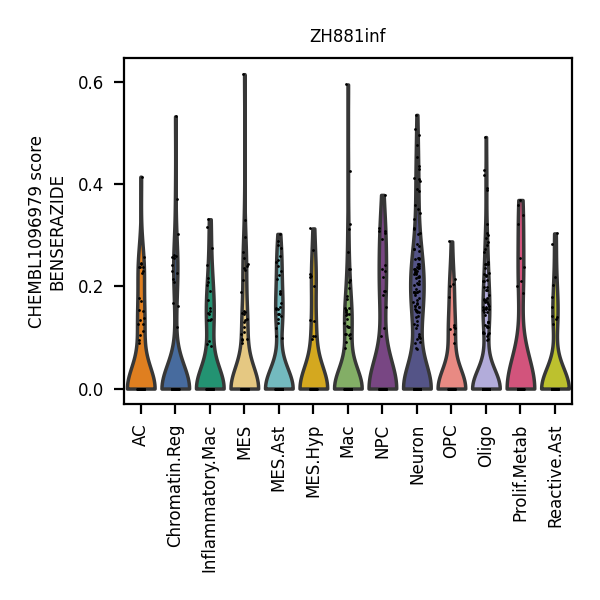 ZH881inf
CHEMBL1096979 score
BENSERAZIDE
0.6
0.4
0.2
0.0
AC
Chromatin.Reg
Inflammatory.Mac
MES
MES.Ast
MES.Hyp
Mac
NPC
Neuron
OPC
Oligo
Prolif.Metab
Reactive.Ast